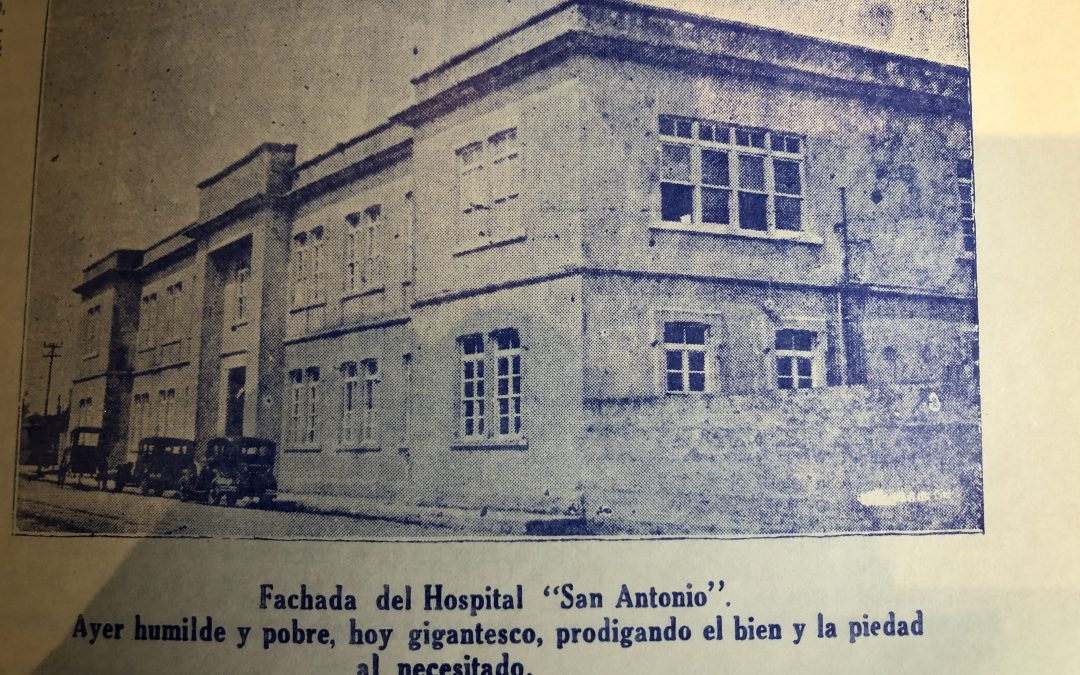 Fachada del Hospital “San Antonio”.
Ayer humilde y pobre, hoy gigantesco, prodigando el bien y la piedad
al necesitado.